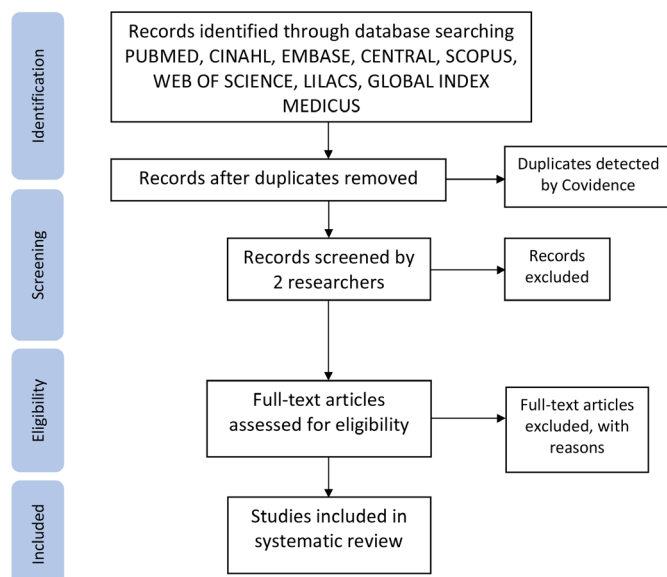 Identification
Records identified through database searching
PUBMED, CINAHL, EMBASE, CENTRAL, SCOPUS,
WEB OF SCIENCE, LILACS, GLOBAL INDEX
MEDICUS
Records after duplicates removed
Duplicates detected
by Covidence
Screening
Records screened by
2 researchers
Records
excluded
Eligibility
Full-text articles
assessed for eligibility
Full-text articles
excluded, with
reasons
Included
Studies included in
systematic review